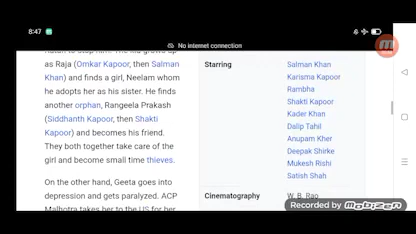 8:47
No internet connection
as Raja (Omkar Kapoor, then Salman
Khan) and finds a girl, Neelam whom
he adopts her as his sister. He finds
another orphan, Rangeela Prakash
(Siddhanth Kapoor, then Shakti
Kapoor) and becomes his friend.
They both together take care of the
girl and become small time thieves.
On the other hand, Geeta goes into
depression and gets paralyzed. ACP
Malhotra takes her to the US for her
Starring
Salman Khan
Karisma Kapoor
Rambha
Shakti Kapoor
Kader Khan
Dalip Tahil
Anupam Kher
Deepak Shirke
Mukesh Rishi
Satish Shah
Cinematography
W. B. Rao
Recorded by Mobizen